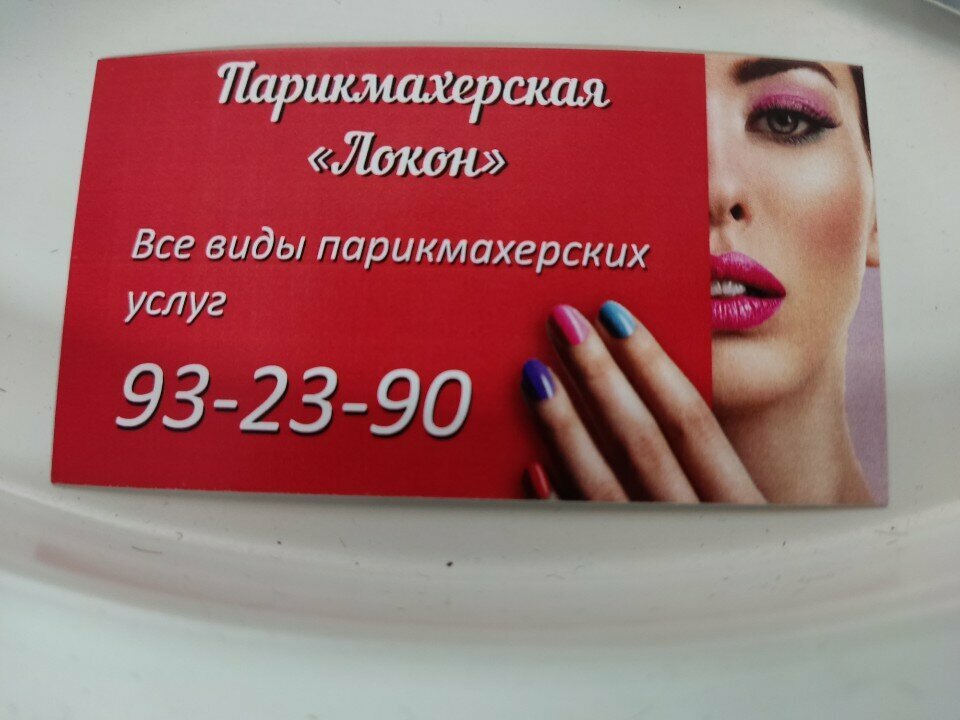 Парикмахерская
«Локон»
Все виды парикмахерских
услуг
93-23-90